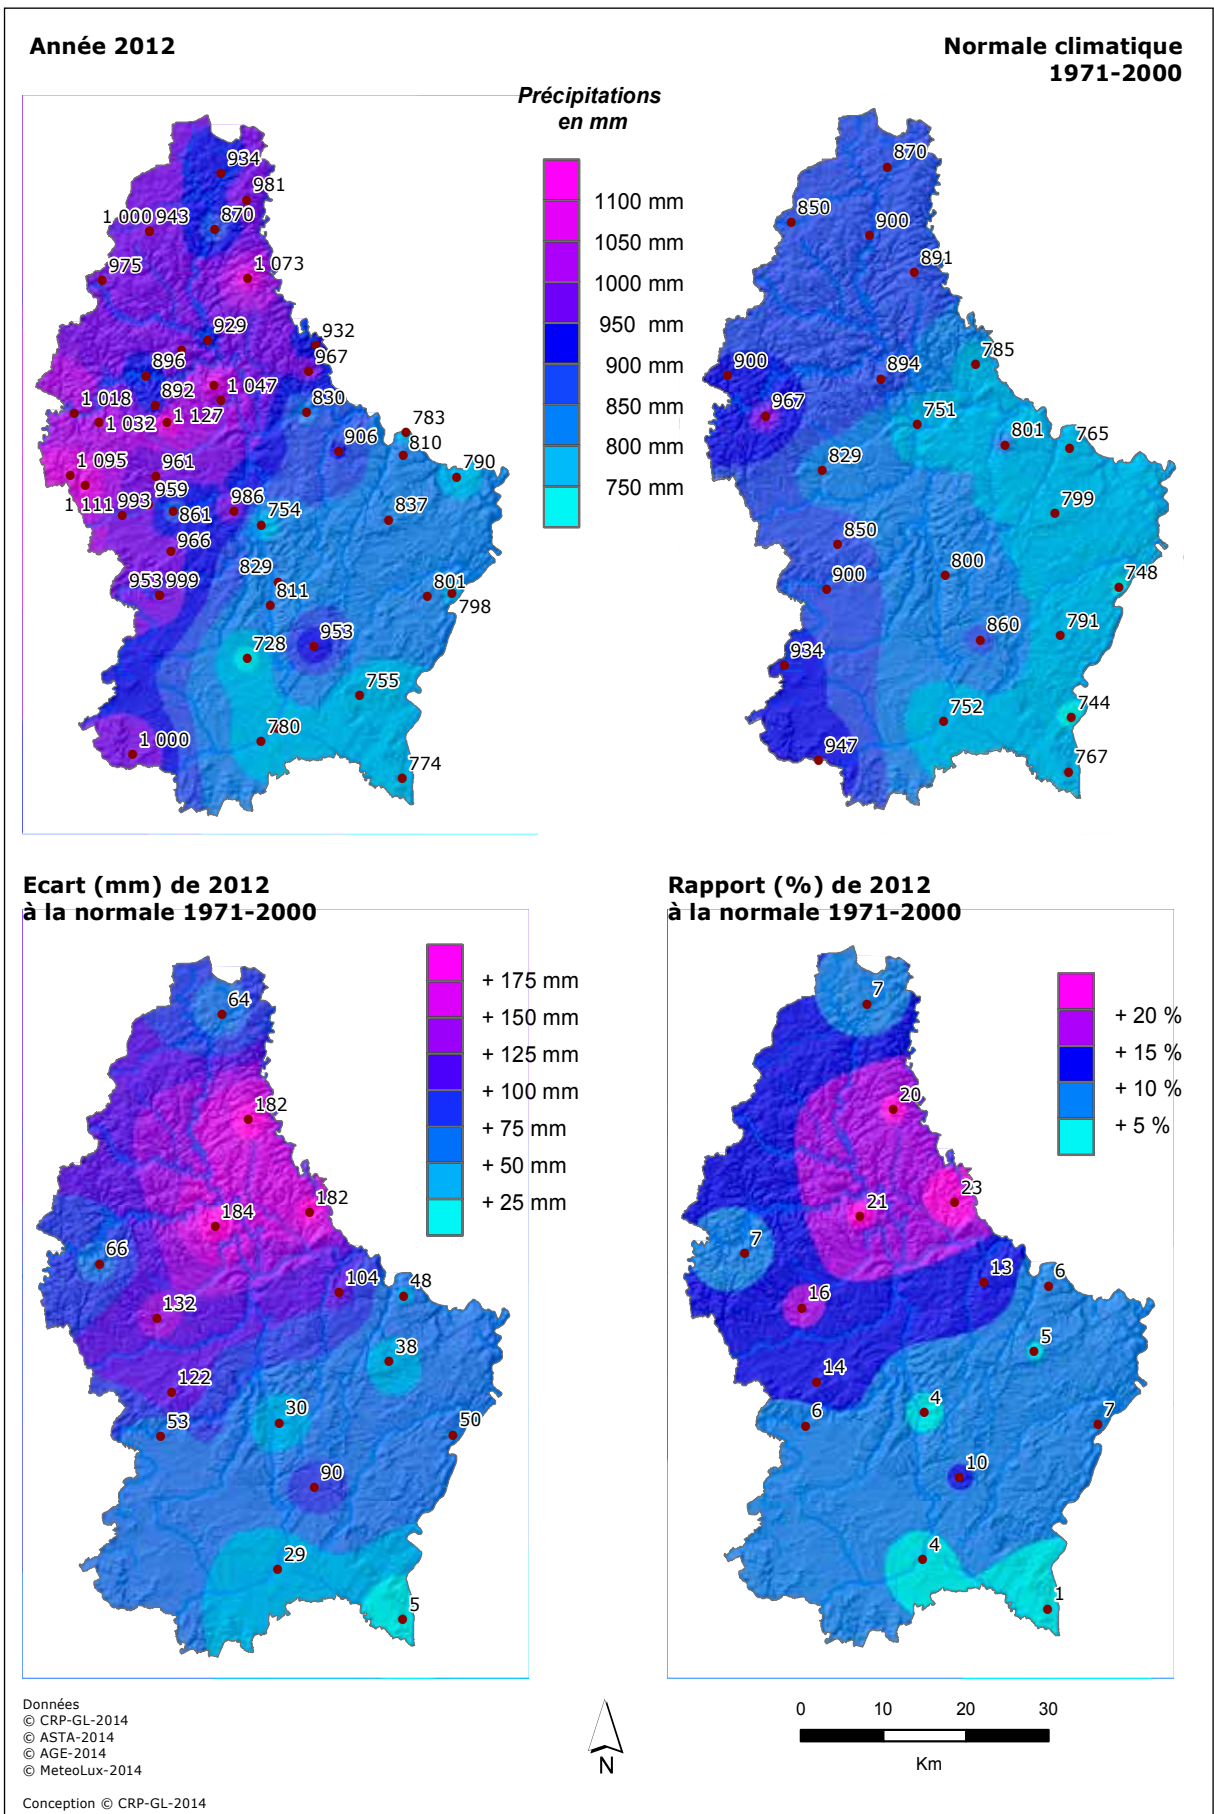 Année 2012
Normale climatique
1971-2000
Précipitations
en mm
1100 mm
1050 mm
1000 mm
950 mm
900 mm
850 mm
800 mm
750 mm
934
981
1 000 943
870
975
1 073
929
932
967
896
892
1 047
830
1 018
1 032
1 127
783
906
810
1 095
961
790
959
1 111
993
861
986
754
837
966
829
953 999
811
801
798
953
728
755
780
1 000
774
870
850
900
891
785
900
894
967
751
801
765
829
799
850
800
748
900
860
791
934
744
752
947
767
Ecart (mm) de 2012
à la normale 1971-2000
+ 175 mm
+ 150 mm
+ 125 mm
+ 100 mm
+ 75 mm
+ 50 mm
+ 25 mm
64
182
182
184
66
104
48
132
38
122
30
53
50
90
29
5
Rapport (%) de 2012
à la normale 1971-2000
+ 20 %
+ 15 %
+ 10 %
+ 5 %
7
20
23
21
7
13
6
16
5
14
4
6
7
10
4
1
Données
© CRP-GL-2014
© ASTA-2014
© AGE-2014
© MeteoLux-2014
Conception © CRP-GL-2014
N
0 10 20 30
Km